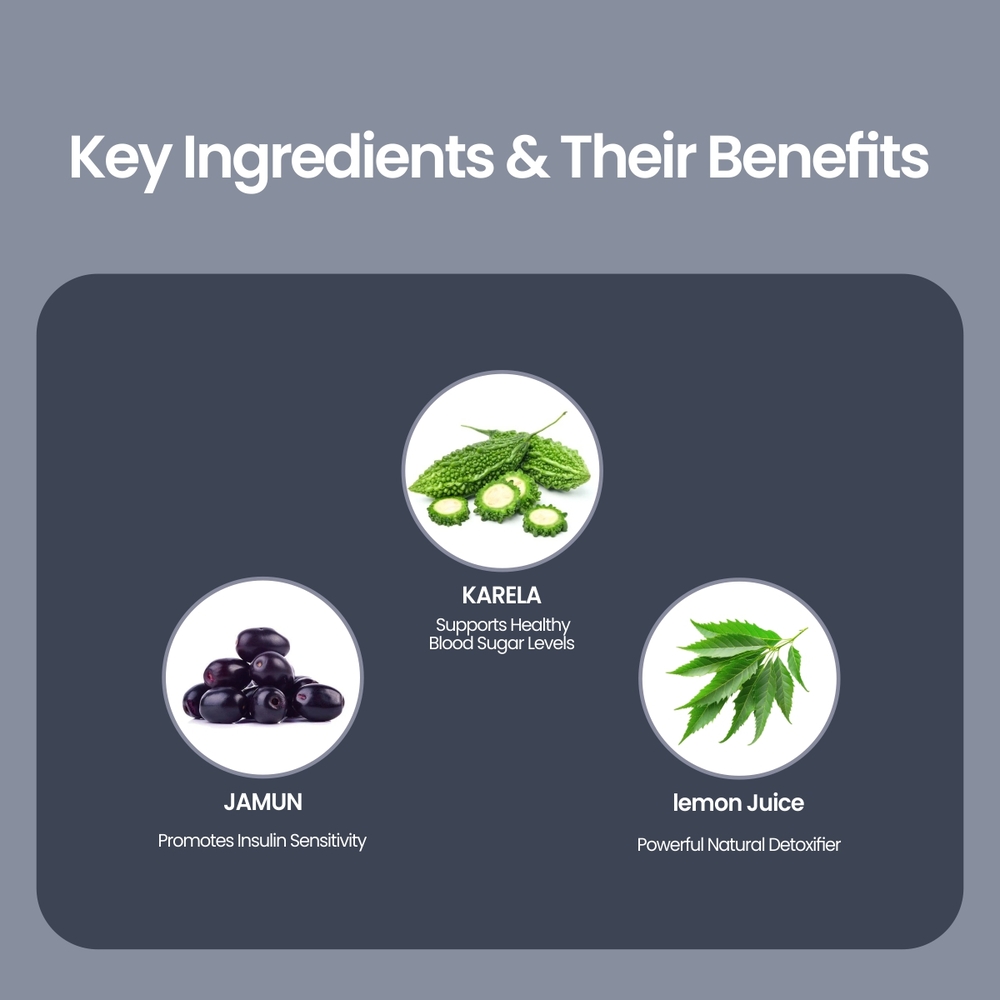 Key Ingredients & Their Benefits
KARELA
Supports Healthy
Blood Sugar Levels
JAMUN
Promotes Insulin Sensitivity
lemon Juice
Powerful Natural Detoxifier